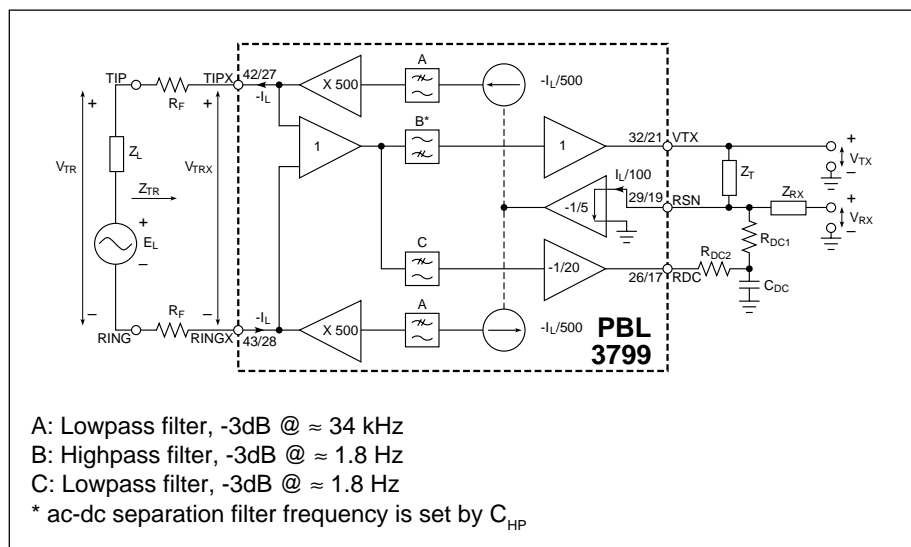 A
TIP
TIPX
42/27
-I_L
X 500
-I_L/500
R_F
+
+
B*
32/21
VTX
+
1
1
V_TX
-
Z_L
Z_T
V_TR
V_TRX
I_L/100
29/19
RSN
Z_RX
+
Z_TR
-1/5
V_RX
-
+
E_L
-
C
R_DC2
R_DC1
-1/20
26/17
RDC
C_DC
-
-
R_F
A
-I_L
X 500
-I_L/500
RING
RINGX
43/28
PBL
3799
A: Lowpass filter, -3dB @ ≈ 34 kHz
B: Highpass filter, -3dB @ ≈ 1.8 Hz
C: Lowpass filter, -3dB @ ≈ 1.8 Hz
* ac-dc separation filter frequency is set by C_HP